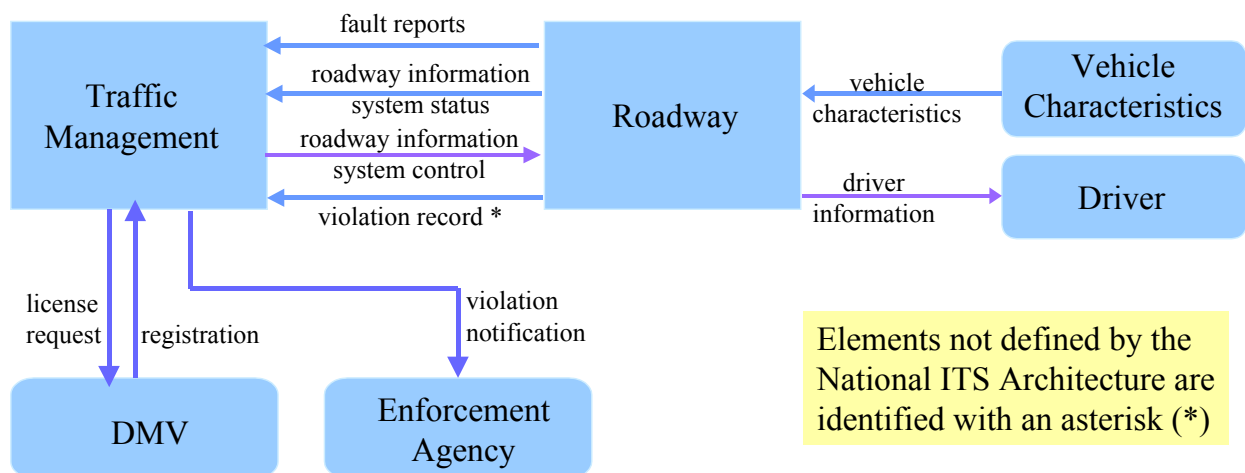 fault reports
Traffic
Management
roadway information
system status
roadway information
system control
violation record *
Roadway
vehicle
characteristics
Vehicle
Characteristics
driver
information
Driver
license
request
registration
violation
notification
DMV
Enforcement
Agency
Elements not defined by the
National ITS Architecture are
identified with an asterisk (*)